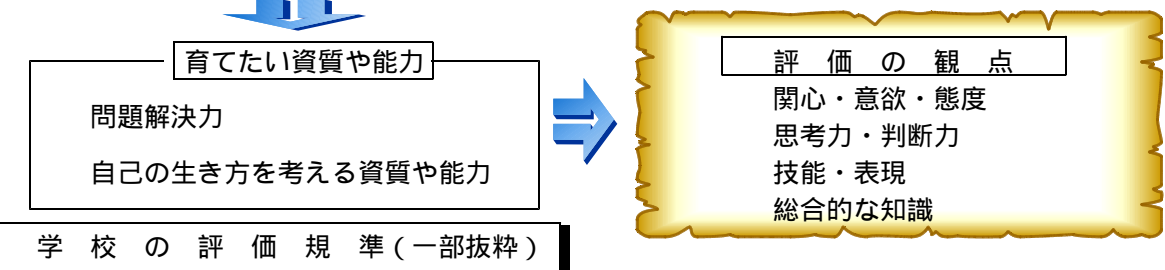 育てたい資質や能力
問題解決力
自己の生き方を考える資質や能力
評価の観点
関心・意欲・態度
思考力・判断力
技能・表現
総合的な知識
学校の評価規準(一部抜粋)